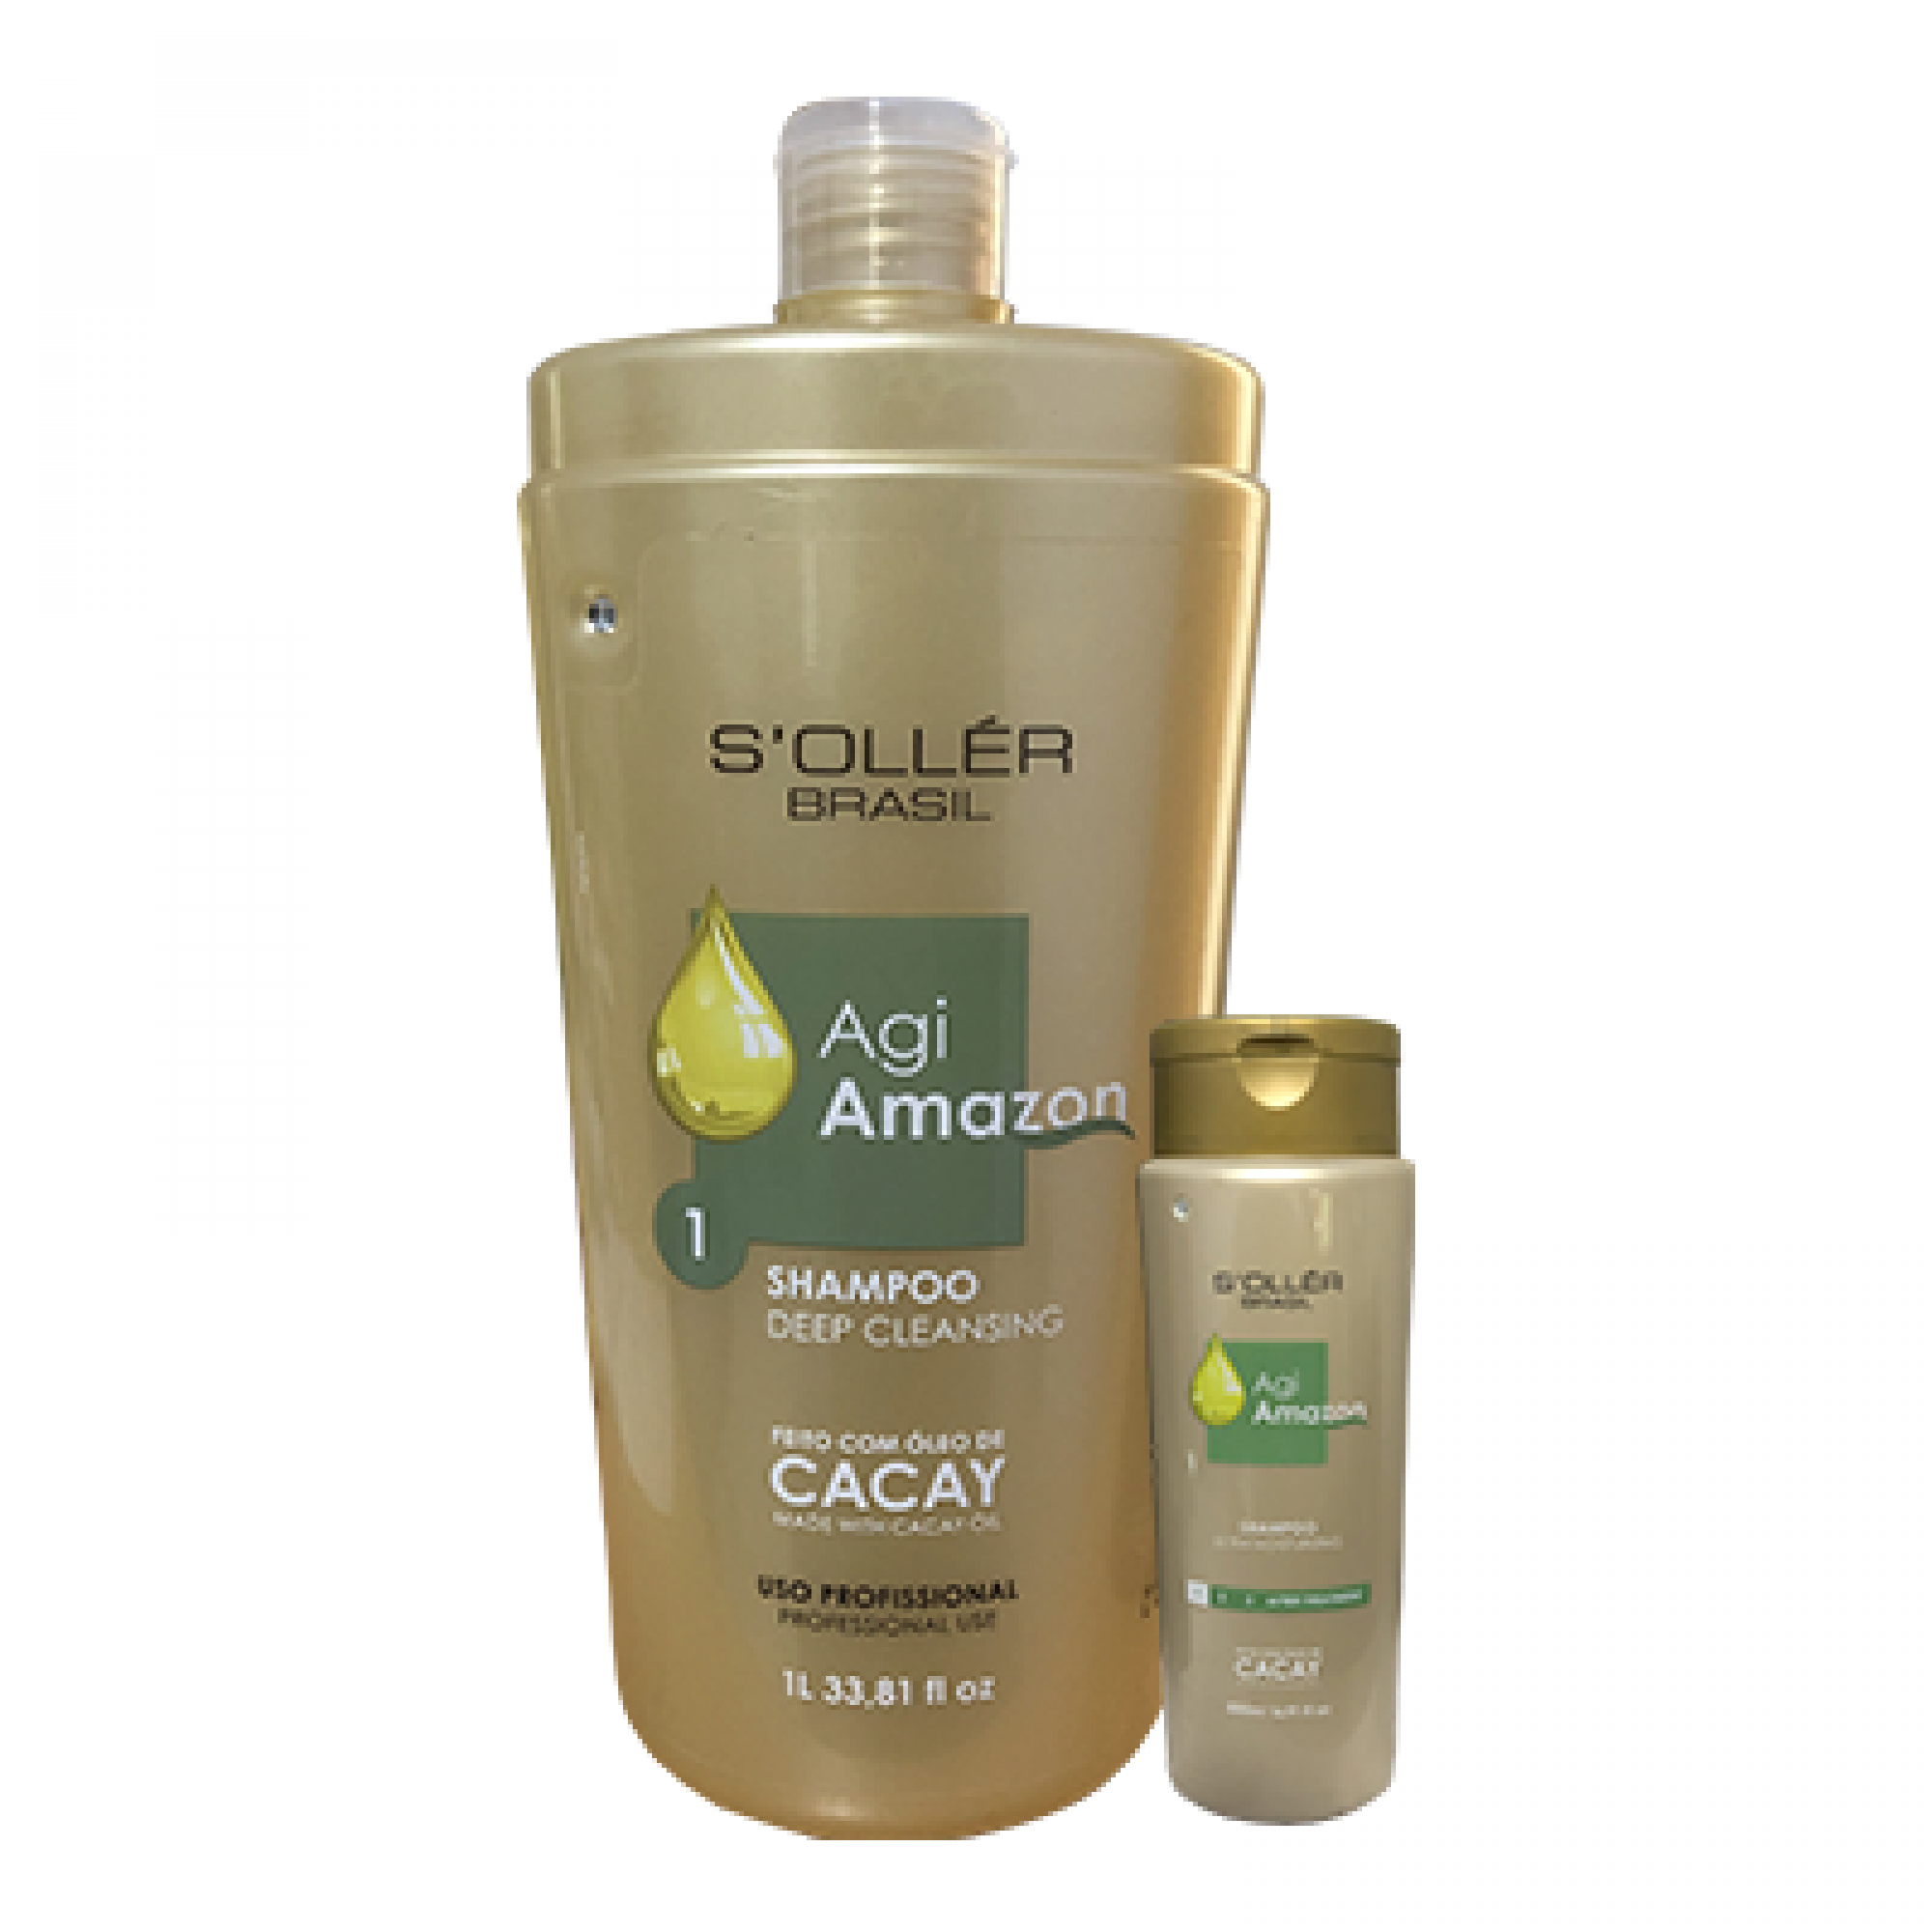 S'OLLÉR
BRASIL
Agi
Amazon
1
SHAMPOO
DEEP CLEANSING
FEITO COM ÓLEO DE
CACAY
MADE WITH CACAY OIL
USO PROFISSIONAL
PROFESSIONAL USE
1L 33,81 fl oz
S'OLLÉR
BRASIL
Agi
Amazon
SHAMPOO
CACAY